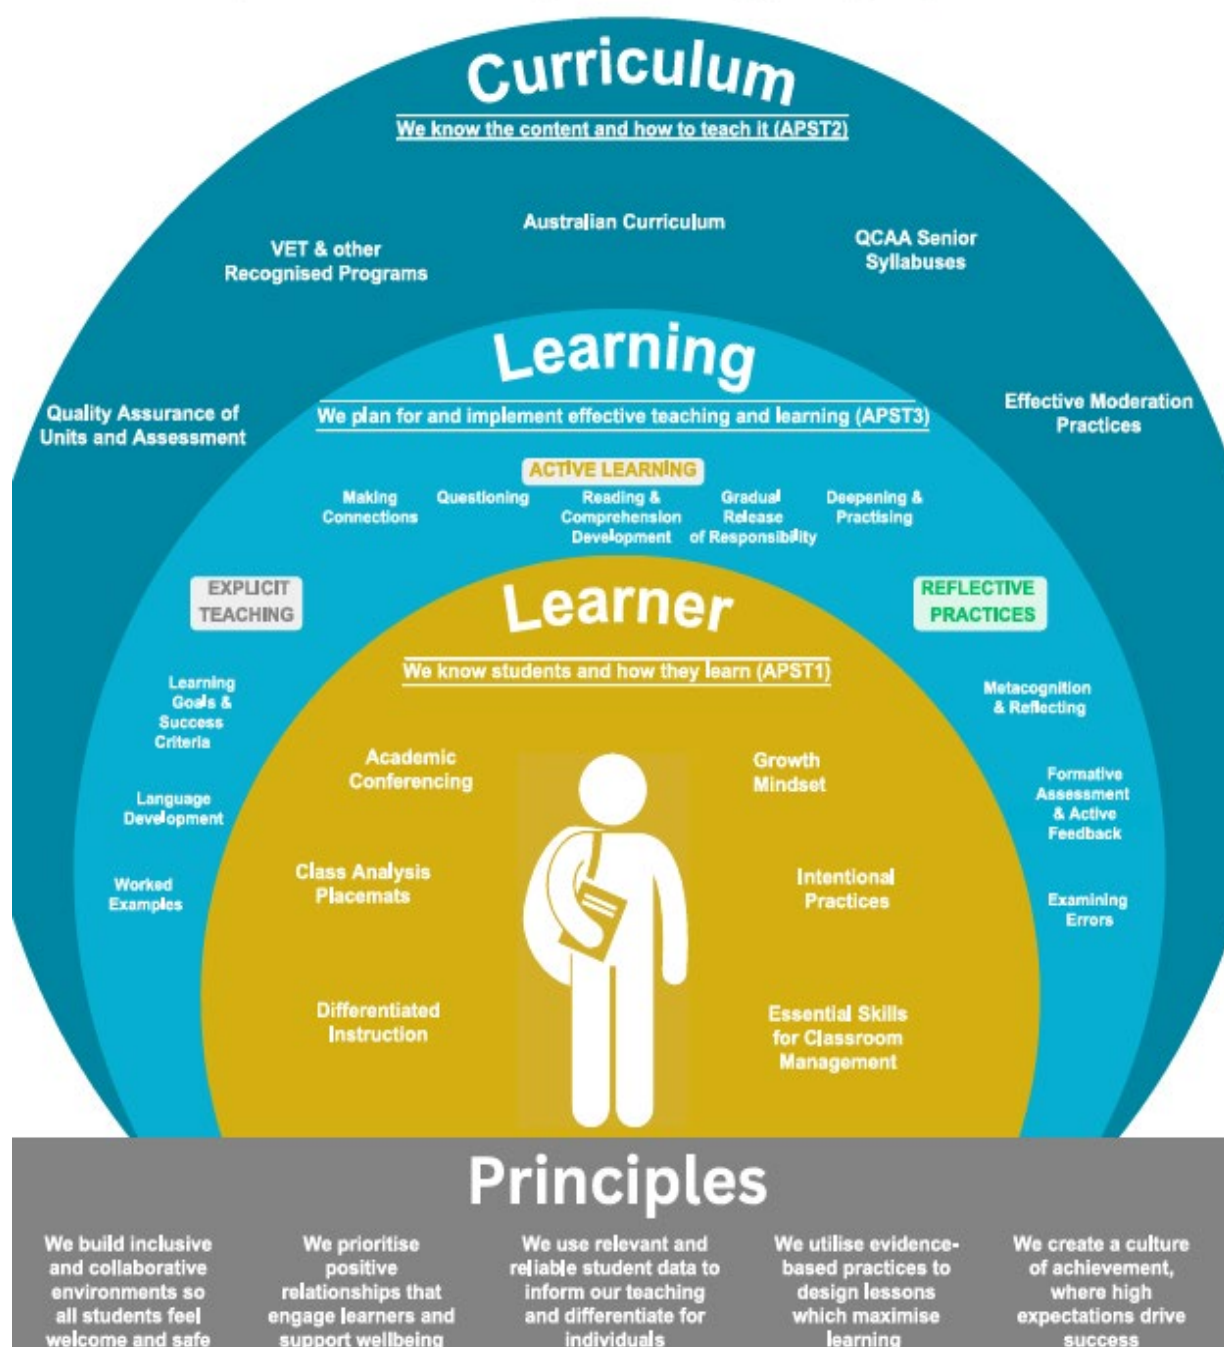 Curriculum
We know the content and how to teach it (APST2)
Australian Curriculum
VET & other
Recognised Programs
QCAA Senior
Syllabuses
Quality Assurance of
Units and Assessment
Effective Moderation
Practices
Learning
We plan for and implement effective teaching and learning (APST3)
ACTIVE LEARNING
Making
Connections
Questioning
Reading &
Comprehension
Development
Gradual
Release
of Responsibility
Deepening &
Practising
EXPLICIT
TEACHING
Learning
Goals &
Success
Criteria
Language
Development
Worked
Examples
REFLECTIVE
PRACTICES
Metacognition
& Reflecting
Formative
Assessment
& Active
Feedback
Examining
Errors
Learner
We know students and how they learn (APST1)
Academic
Conferencing
Growth
Mindset
Class Analysis
Placemats
Intentional
Practices
Differentiated
Instruction
Essential Skills
for Classroom
Management
Principles
We build inclusive
and collaborative
environments so
all students feel
welcome and safe
We prioritise
positive
relationships that
engage learners and
support wellbeing
We use relevant and
reliable student data to
inform our teaching
and differentiate for
individuals
We utilise evidence-
based practices to
design lessons
which maximise
learning
We create a culture
of achievement,
where high
expectations drive
success